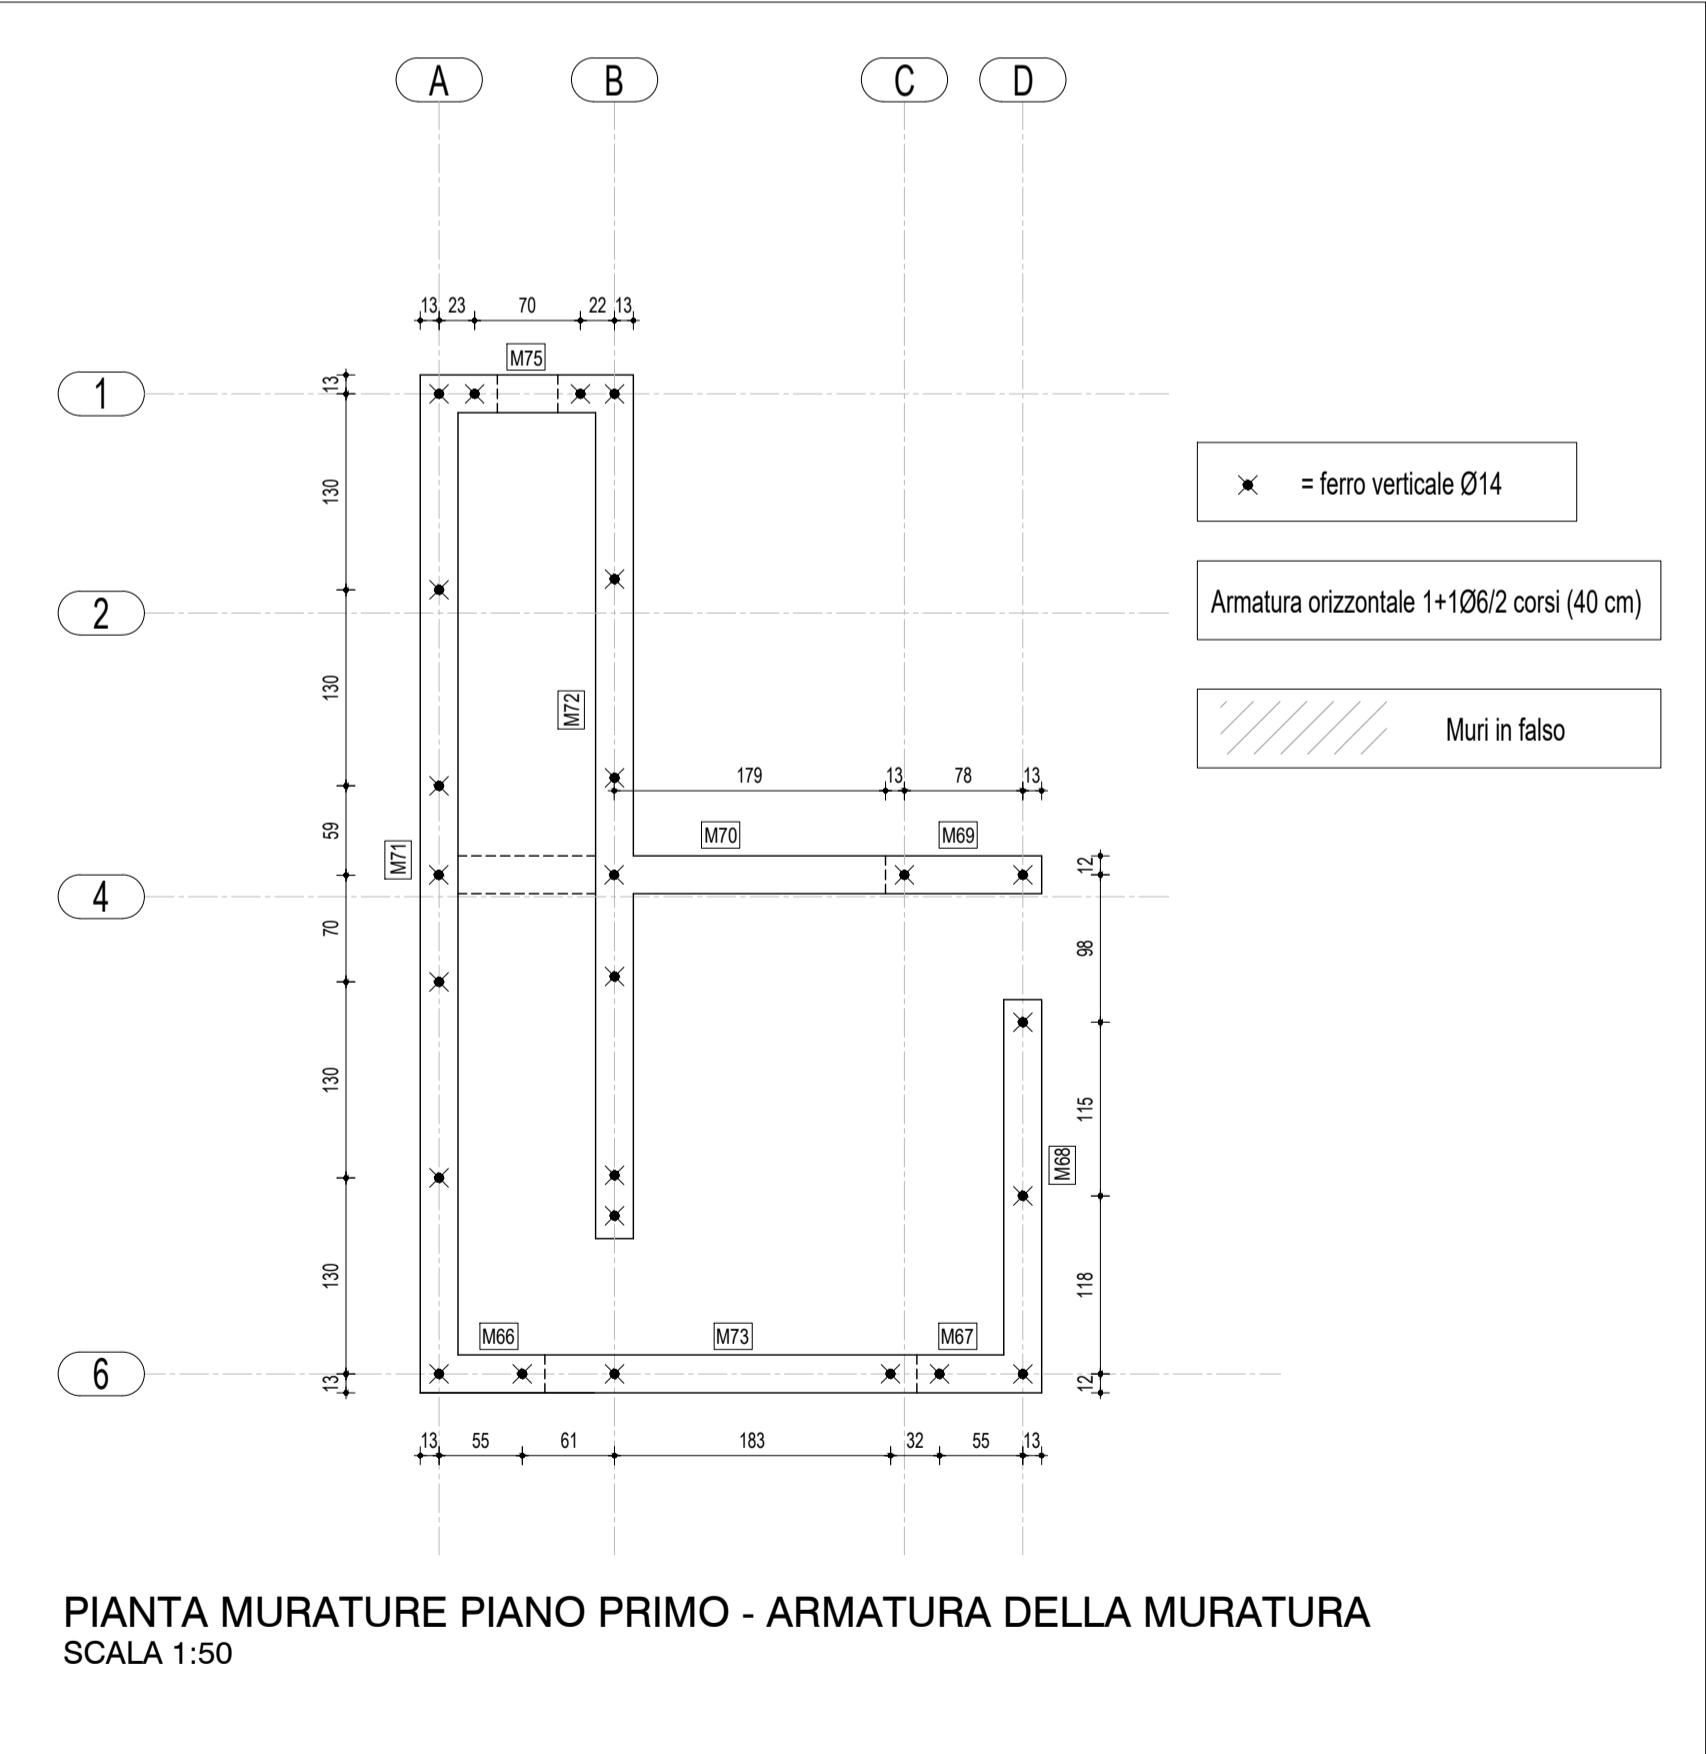 A B C D
13 23 70 22 13
M75
1
13
130
= ferro verticale Ø14
2
Armatura orizzontale 1+1Ø6/2 corsi (40 cm)
130
M72
Muri in falso
179 13 78 13
59
M71
M70 M69
12
4
70
98
130
115
M68
130
118
M66 M73 M67
6
13
12
13 55 61 183 32 55 13
PIANTA MURATURE PIANO PRIMO - ARMATURA DELLA MURATURA
SCALA 1:50